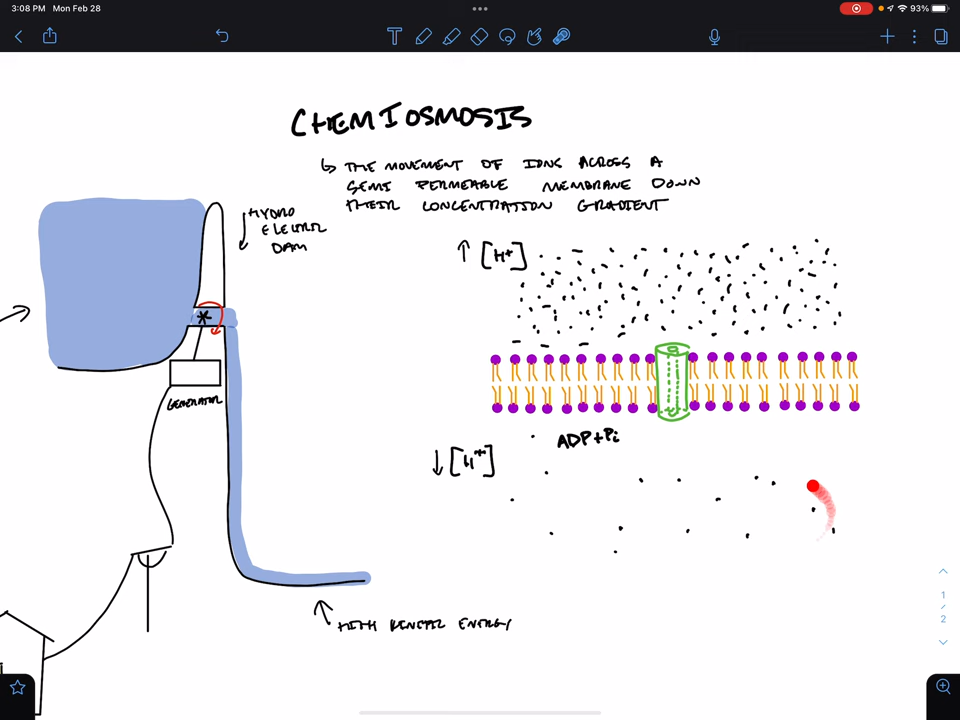 3:08 PM Mon Feb 28
93%
CHEMIOSMOSIS
↳ THE MOVEMENT OF IONS ACROSS A
SEMI PERMEABLE MEMBRANE DOWN
THEIR CONCENTRATION GRADIENT
HYDRO
ELECTRIC
DAM
↑ [H+]
*
GENERATOR
ADP+Pi
↓ [H+]
HIGH KINETIC ENERGY
1
/
2